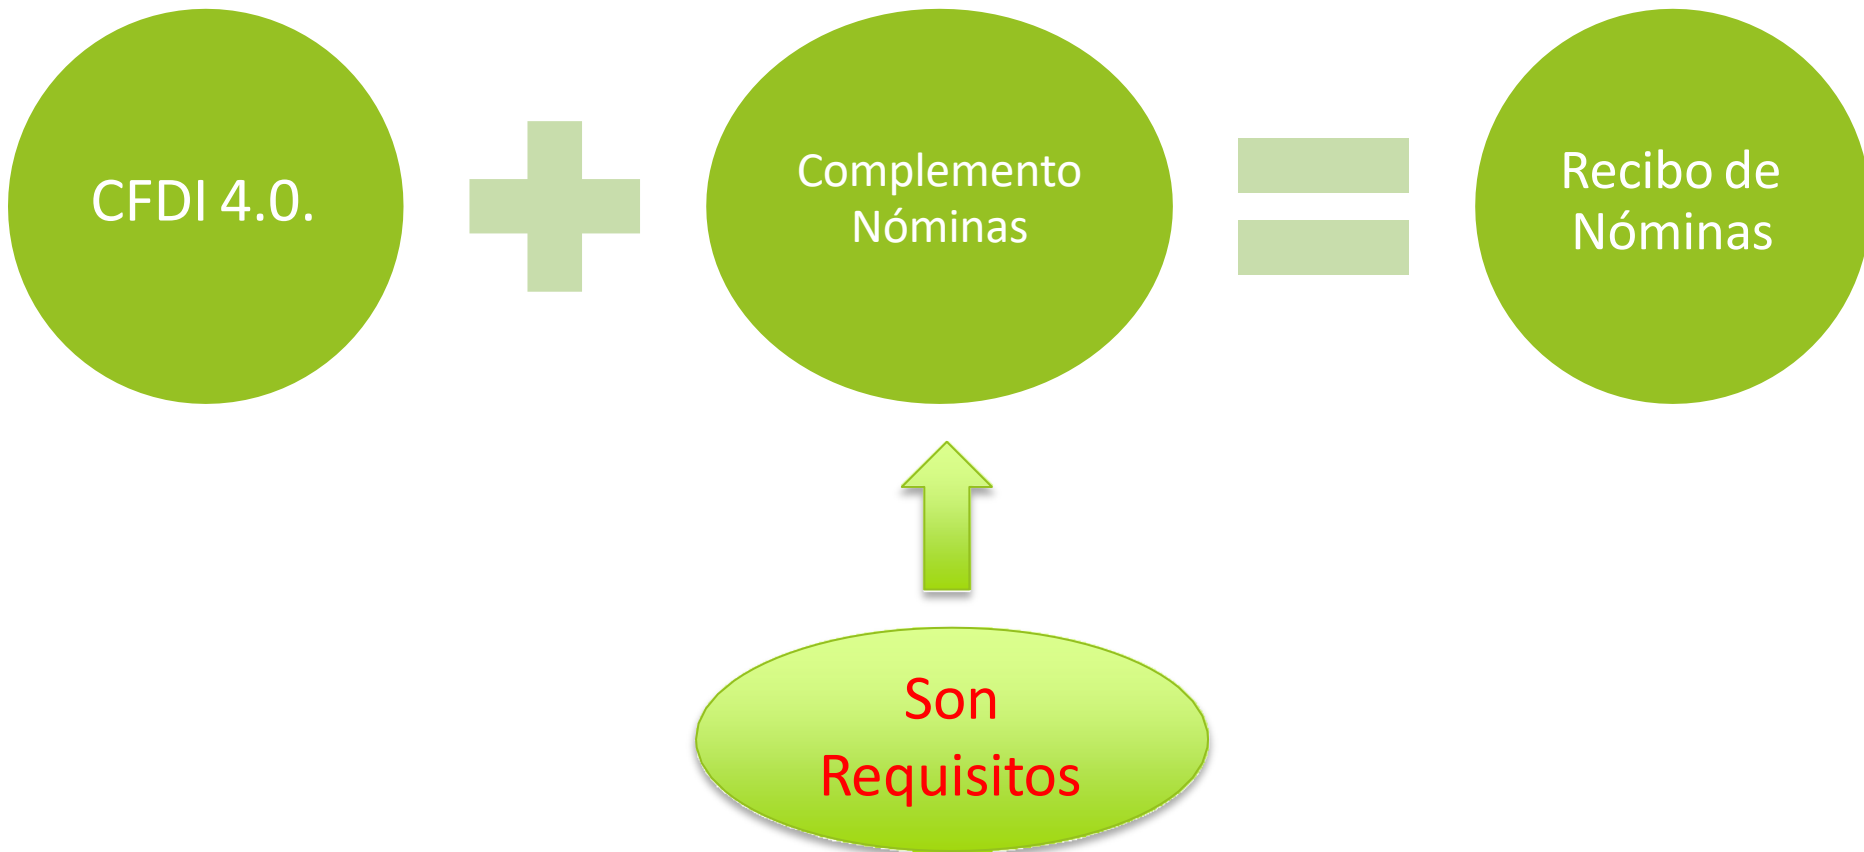 CFDI 4.0.
Complemento
Nóminas
Recibo de
Nóminas
Son
Requisitos